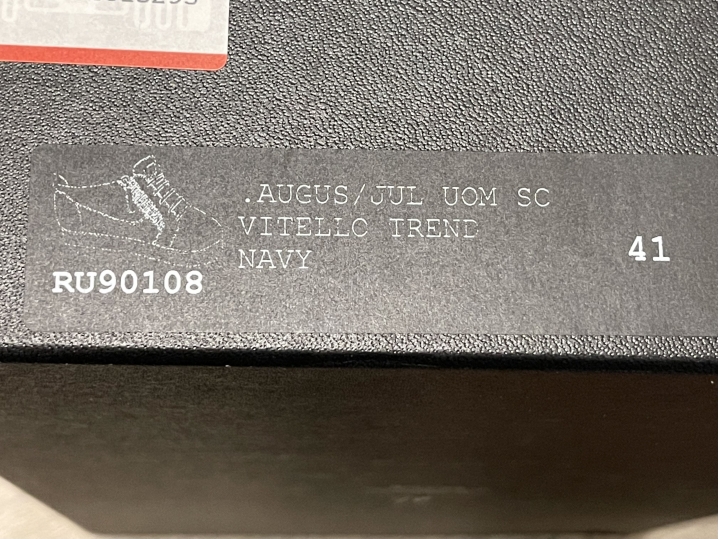 .AUGUS/JUL UOM SC
VITELLO TREND
NAVY
41
RU90108